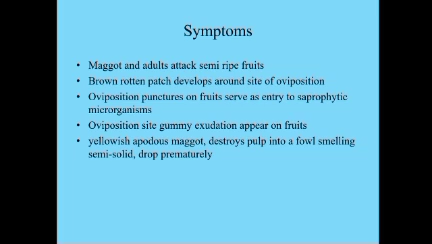 Symptoms
• Maggot and adults attack semi ripe fruits
• Brown rotten patch develops around site of oviposition
• Oviposition punctures on fruits serve as entry to saprophytic
microorganisms
• Oviposition site gummy exudation appear on fruits
• yellowish apodous maggot, destroys pulp into a fowl smelling
semi-solid, drop prematurely